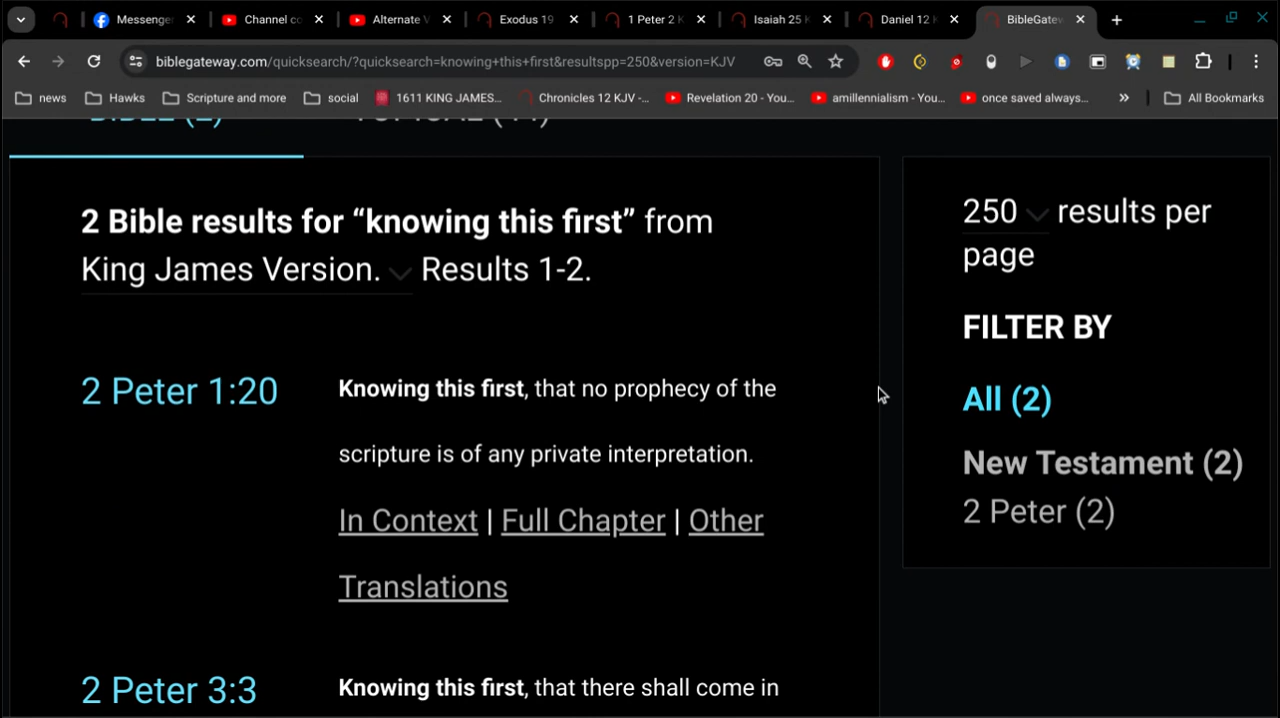 Messenge
Channel co
Alternate V
Exodus 19
1 Peter 2 K
Isaiah 25 K
Daniel 12 K
BibleGatew
biblegateway.com/quicksearch/?quicksearch=knowing+this+first&resultspp=250&version=KJV
news
Hawks
Scripture and more
social
1611 KING JAMES...
Chronicles 12 KJV -...
Revelation 20 - You...
amillennialism - You...
once saved always...
»
All Bookmarks
2 Bible results for “knowing this first” from
King James Version. Results 1-2.
2 Peter 1:20
Knowing this first, that no prophecy of the
scripture is of any private interpretation.
In Context | Full Chapter | Other
Translations
2 Peter 3:3
Knowing this first, that there shall come in
250 results per
page
FILTER BY
All (2)
New Testament (2)
2 Peter (2)